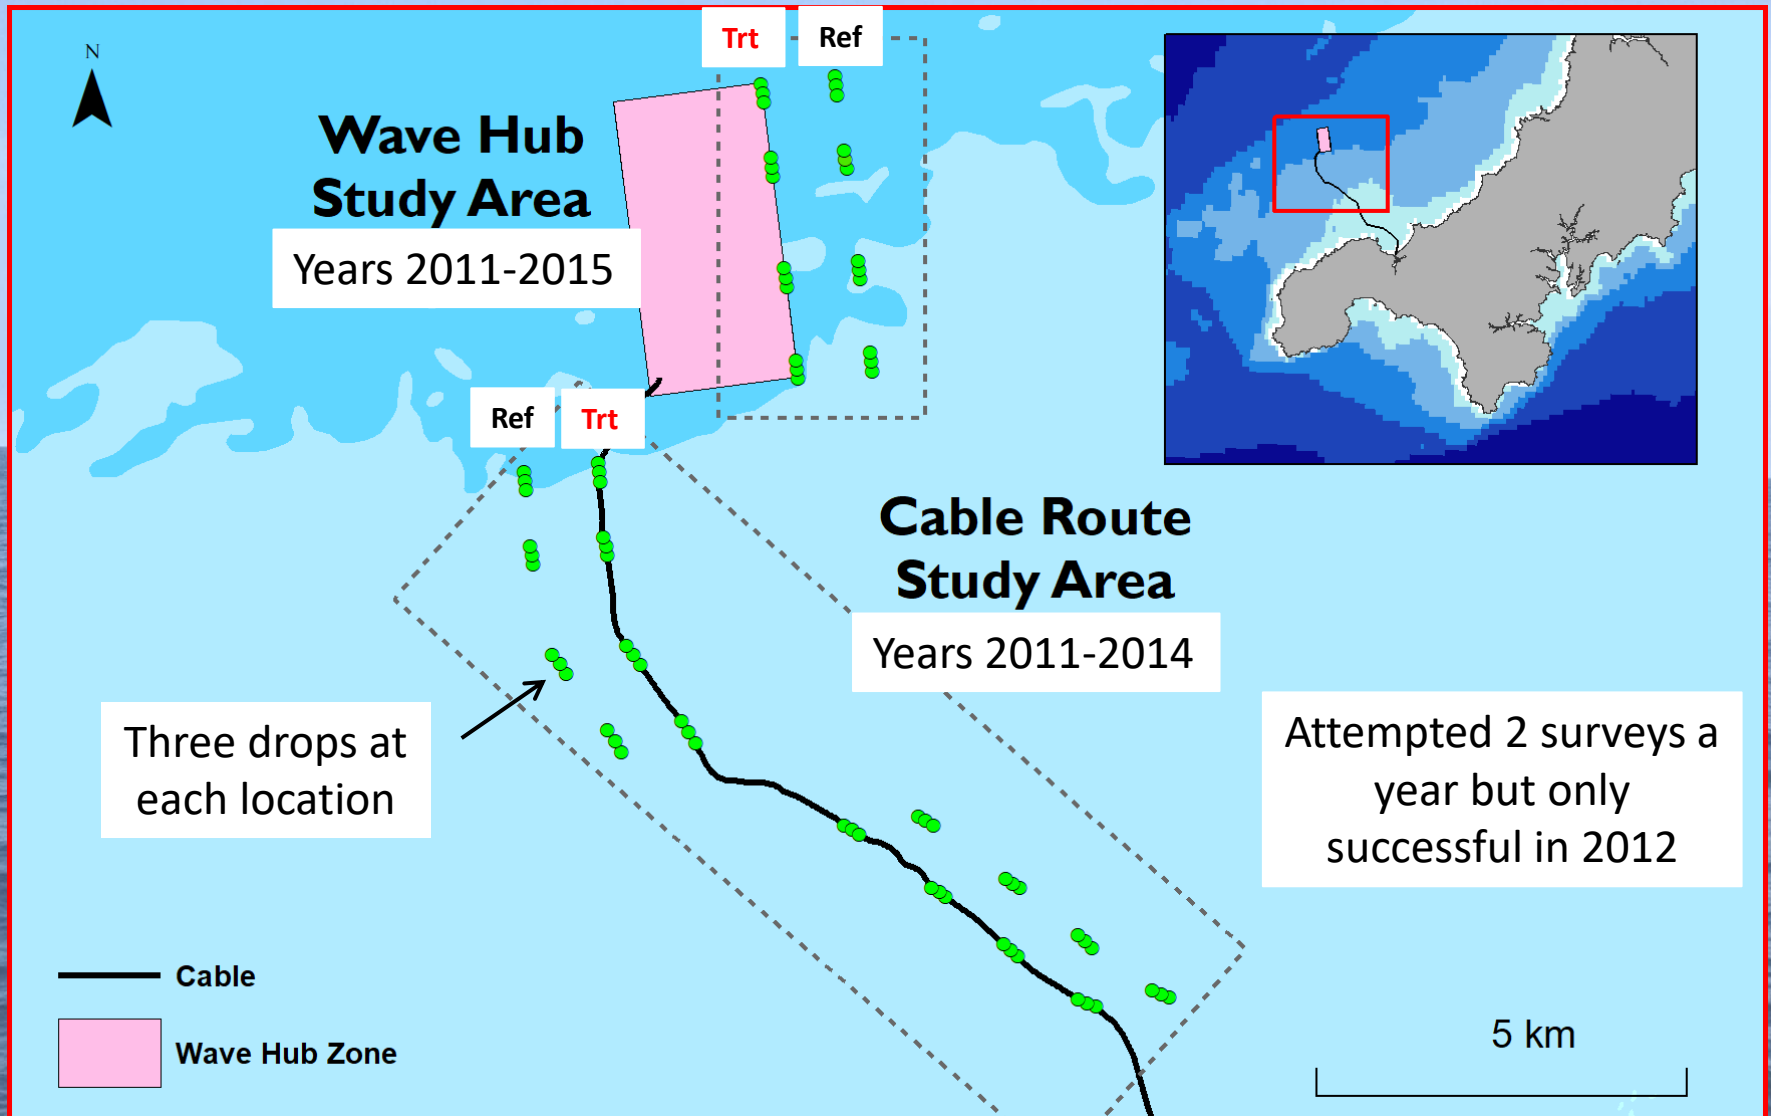 Trt
Ref
N
Wave Hub
Study Area
Years 2011-2015
Ref
Trt
Cable Route
Study Area
Years 2011-2014
Three drops at
each location
Attempted 2 surveys a
year but only
successful in 2012
Cable
Wave Hub Zone
5 km